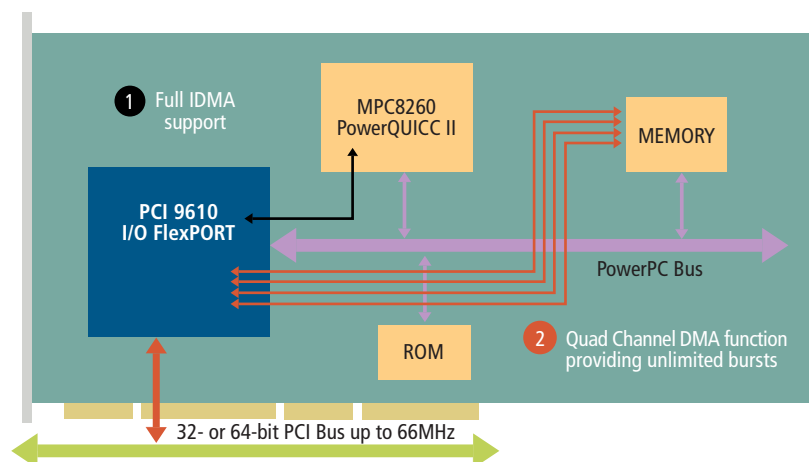 1 Full IDMA
support
MPC8260
PowerQUICC II
MEMORY
PCI 9610
I/O FlexPORT
PowerPC Bus
ROM
2 Quad Channel DMA function
providing unlimited bursts
32- or 64-bit PCI Bus up to 66MHz